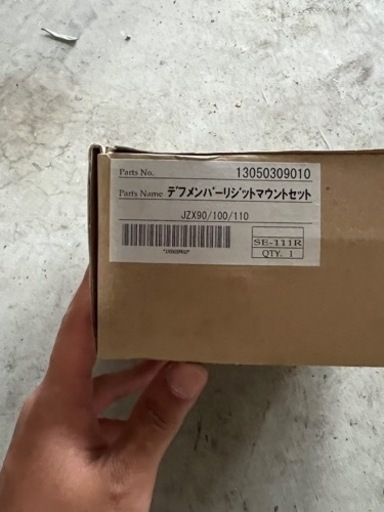 Parts No. 13050309010
Parts Name ﾃﾞﾌﾒﾝﾊﾞｰﾘｼﾞｯﾄﾏｳﾝﾄｾｯﾄ
JZX90/100/110
SE-111R
QTY. 1